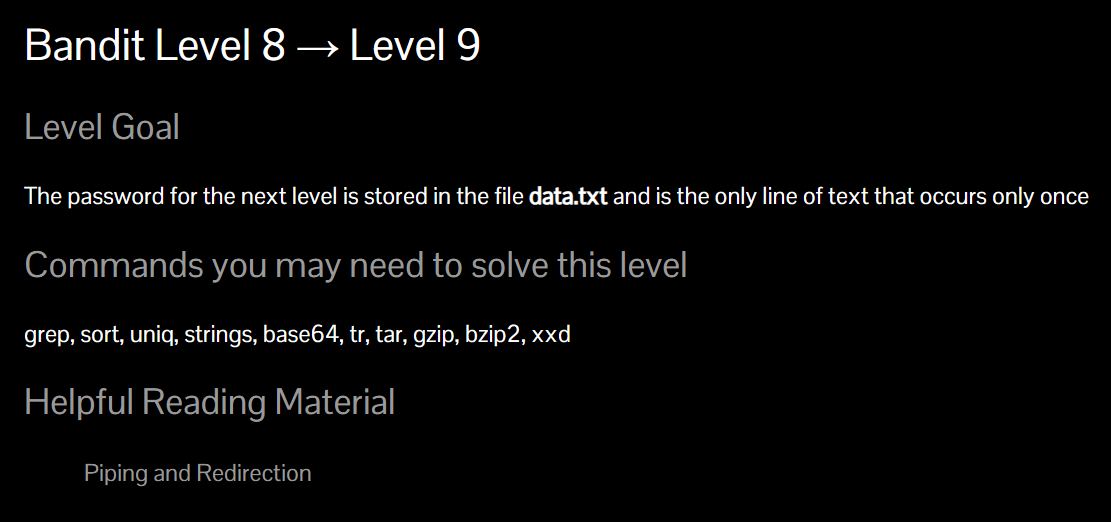 Bandit Level 8 → Level 9
Level Goal
The password for the next level is stored in the file data.txt and is the only line of text that occurs only once
Commands you may need to solve this level
grep, sort, uniq, strings, base64, tr, tar, gzip, bzip2, xxd
Helpful Reading Material
Piping and Redirection